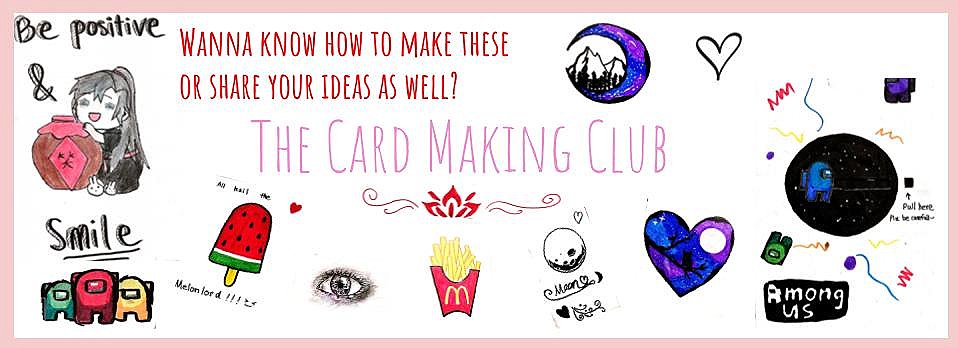 Be positive
&
Smile
WANNA KNOW HOW TO MAKE THESE
OR SHARE YOUR IDEAS AS WELL?
THE CARD MAKING CLUB
All hail the
Melonlord !!!
Moon
Pull here
Among
US
笑